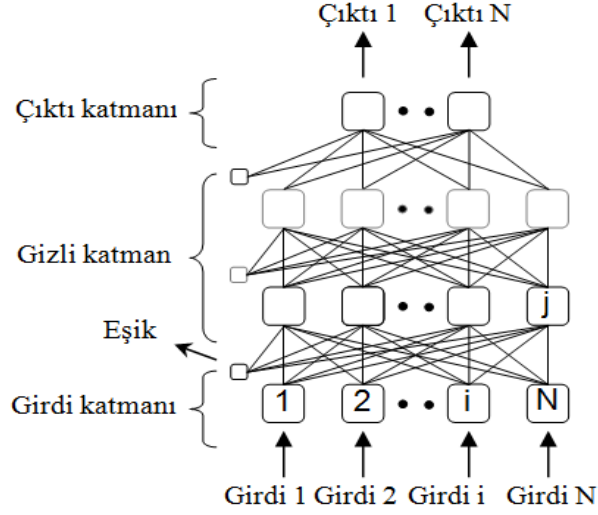 Çıktı 1 Çıktı N
Çıktı katmanı
Gizli katman
j
Eşik
Girdi katmanı
1 2 i N
Girdi 1 Girdi 2 Girdi i Girdi N